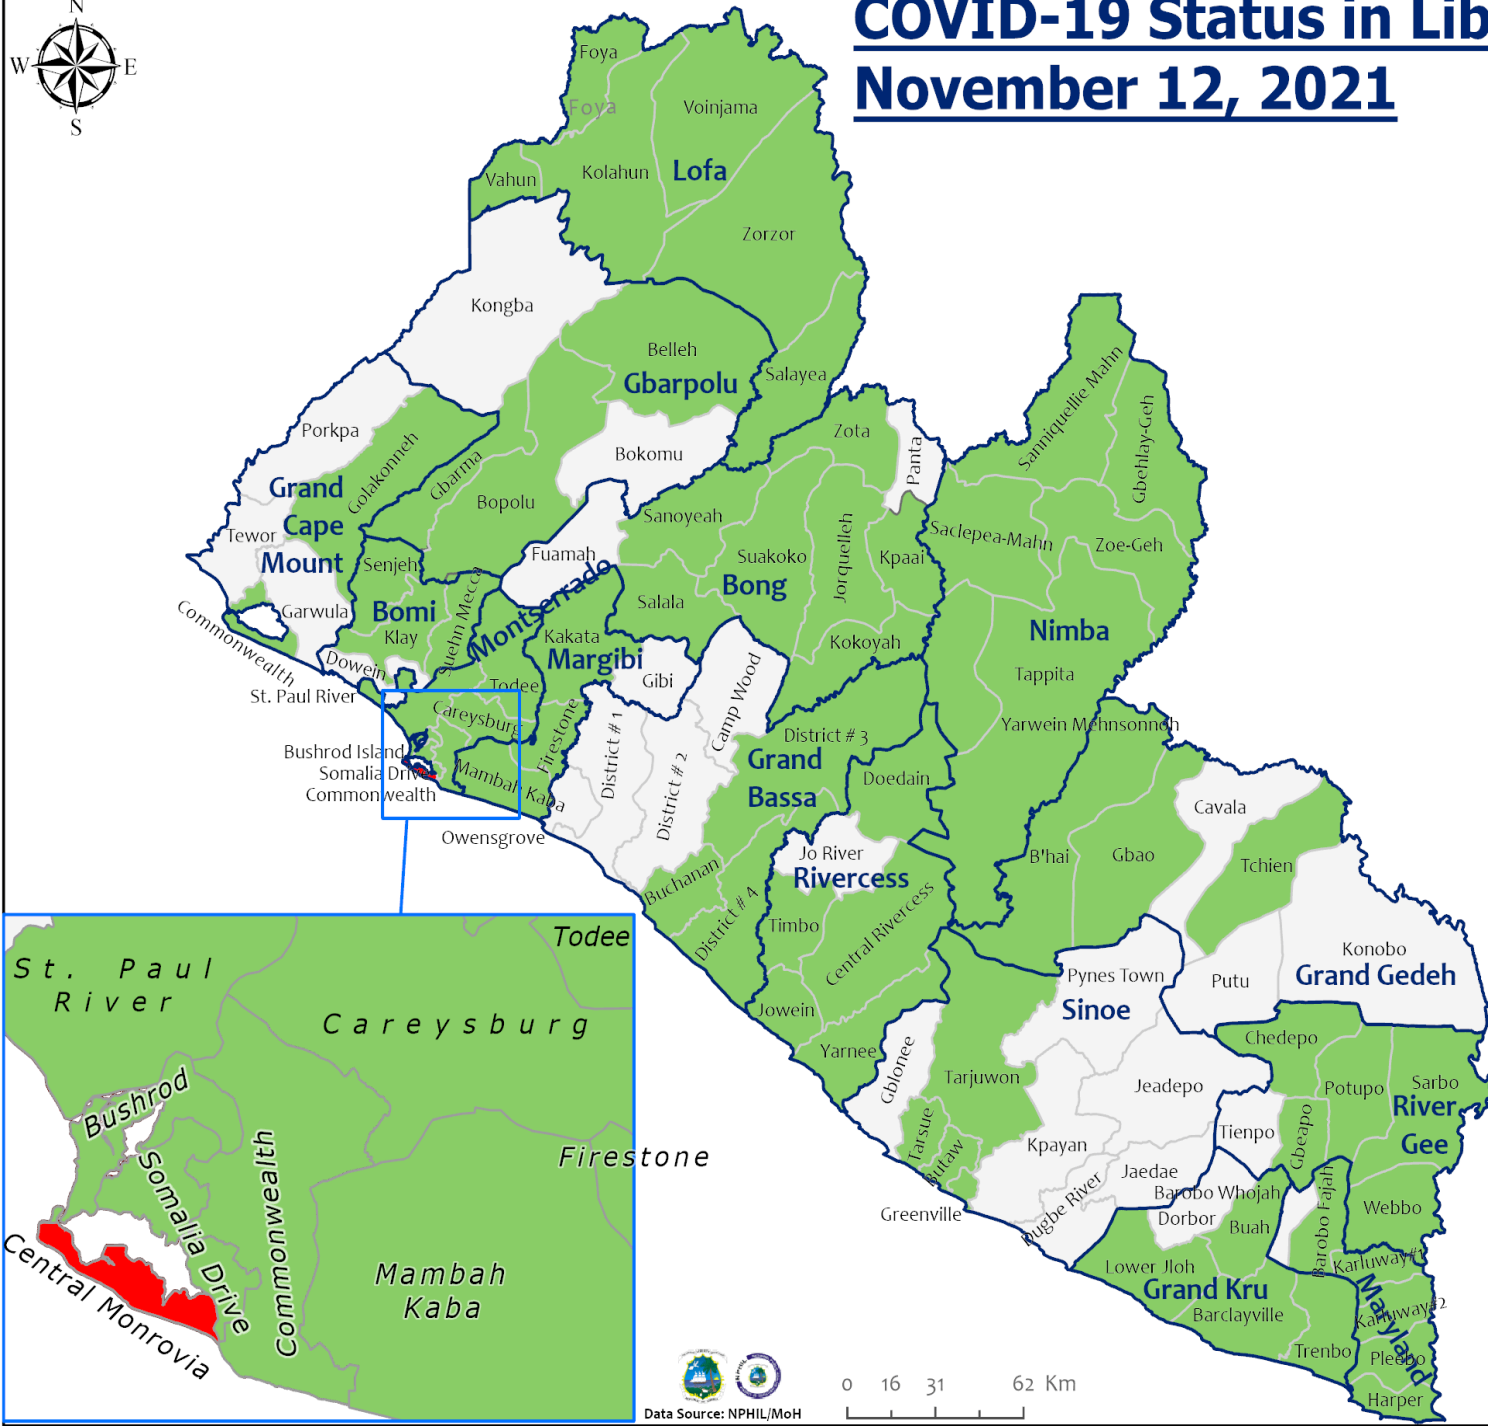 COVID-19 Status in Lib
November 12, 2021
N
W E
S
Foya
Foya
Voinjama
Kolahun
Lofa
Vahun
Zorzor
Kongba
Belleh
Gbarpolu
Salayea
Porkpa
Golakonneh
Gbarma
Bokomu
Bopolu
Zota
Panta
Sanniquellie Mahn
Gbehlay-Geh
Grand
Cape
Mount
Tewor
Garwula
Commonwealth
Senjeh
Bomi
Klay
Suehn Mecca
Dowein
St. Paul River
Fuamah
Montserrado
Sanoyeah
Suakoko
Jorquelleh
Kpaai
Bong
Salala
Kokoyah
Saclepea-Mahn
Zoe-Geh
Nimba
Tappita
Yarwein Mehnsonnoh
Kakata
Margibi
Gibi
Todee
Careysburg
Firestone
Mambah Kaba
Bushrod Island
Somalia Drive
Commonwealth
Owensgrove
District # 1
District # 2
Camp Wood
District # 3
Grand
Bassa
Doedain
Buchanan
District # 4
Jo River
Rivercess
Timbo
Central Rivercess
Jowein
Yarnee
B'hai
Gbao
Cavala
Tchien
Konobo
Grand Gedeh
Putu
Pynes Town
Sinoe
Gblonee
Tarjuwon
Jeadepo
Tarsue
Butaw
Kpayan
Jaedae
Dugbe River
Greenville
Chedepo
Potupo
Sarbo
River
Gee
Tienpo
Gbeapo
Webbo
Barobo Whojah
Dorbor
Buah
Barobo Fajah
Lower Jloh
Grand Kru
Barclayville
Trenbo
Karluway#1
Karluway#2
Maryland
Pleebo
Harper
St. Paul
River
Todee
Careysburg
Bushrod
Somalia Drive
Commonwealth
Firestone
Mambah
Kaba
Central Monrovia
Data Source: NPHIL/MoH
0 16 31 62 Km